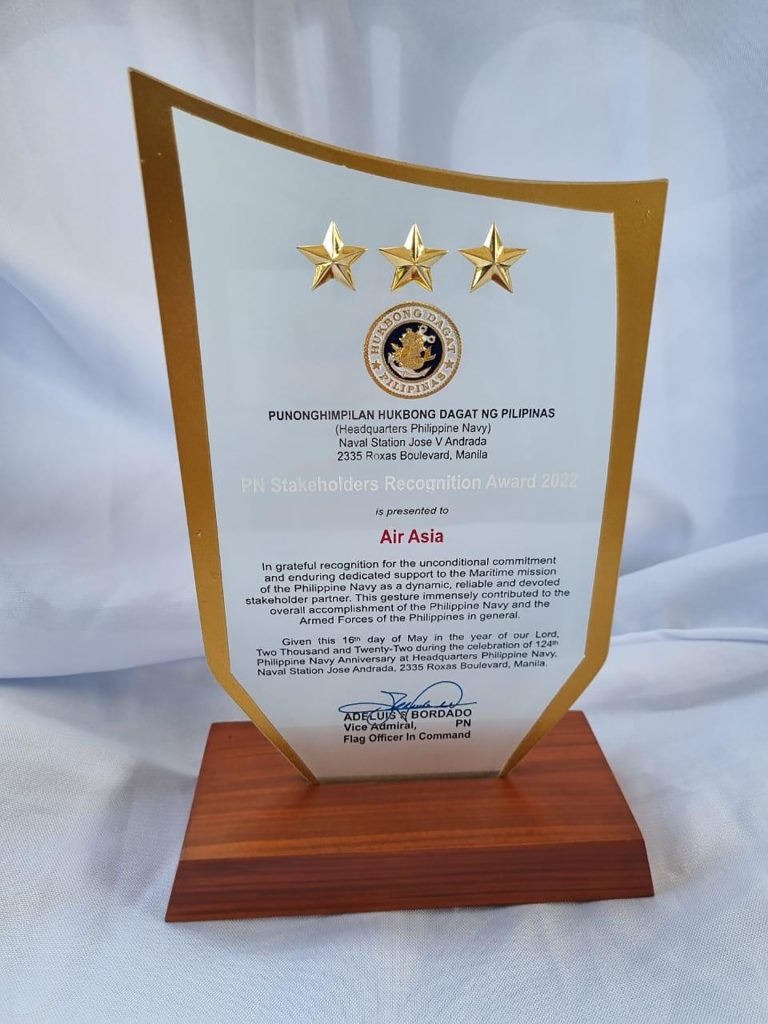 HUKBONG DAGAT
PILIPINAS
PUNONGHIMPILAN HUKBONG DAGAT NG PILIPINAS
(Headquarters Philippine Navy)
Naval Station Jose V Andrada
2335 Roxas Boulevard, Manila
PN Stakeholders Recognition Award 2022
is presented to
Air Asia
In grateful recognition for the unconditional commitment
and enduring dedicated support to the Maritime mission
of the Philippine Navy as a dynamic, reliable and devoted
stakeholder partner. This gesture immensely contributed to the
overall accomplishment of the Philippine Navy and the
Armed Forces of the Philippines in general.
Given this 16th day of May in the year of our Lord,
Two Thousand and Twenty-Two during the celebration of 124th
Philippine Navy Anniversary at Headquarters Philippine Navy,
Naval Station Jose Andrada, 2335 Roxas Boulevard, Manila.
ADELUIS BORDADO
Vice Admiral, PN
Flag Officer In Command